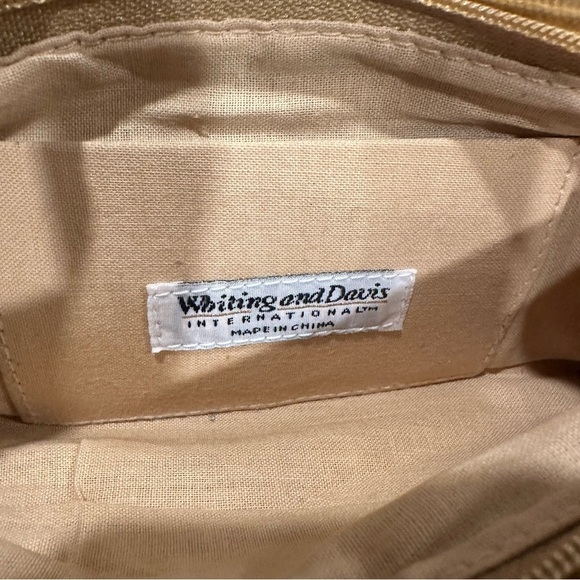 Whiting and Davis
INTERNATIONAL™
MADE IN CHINA